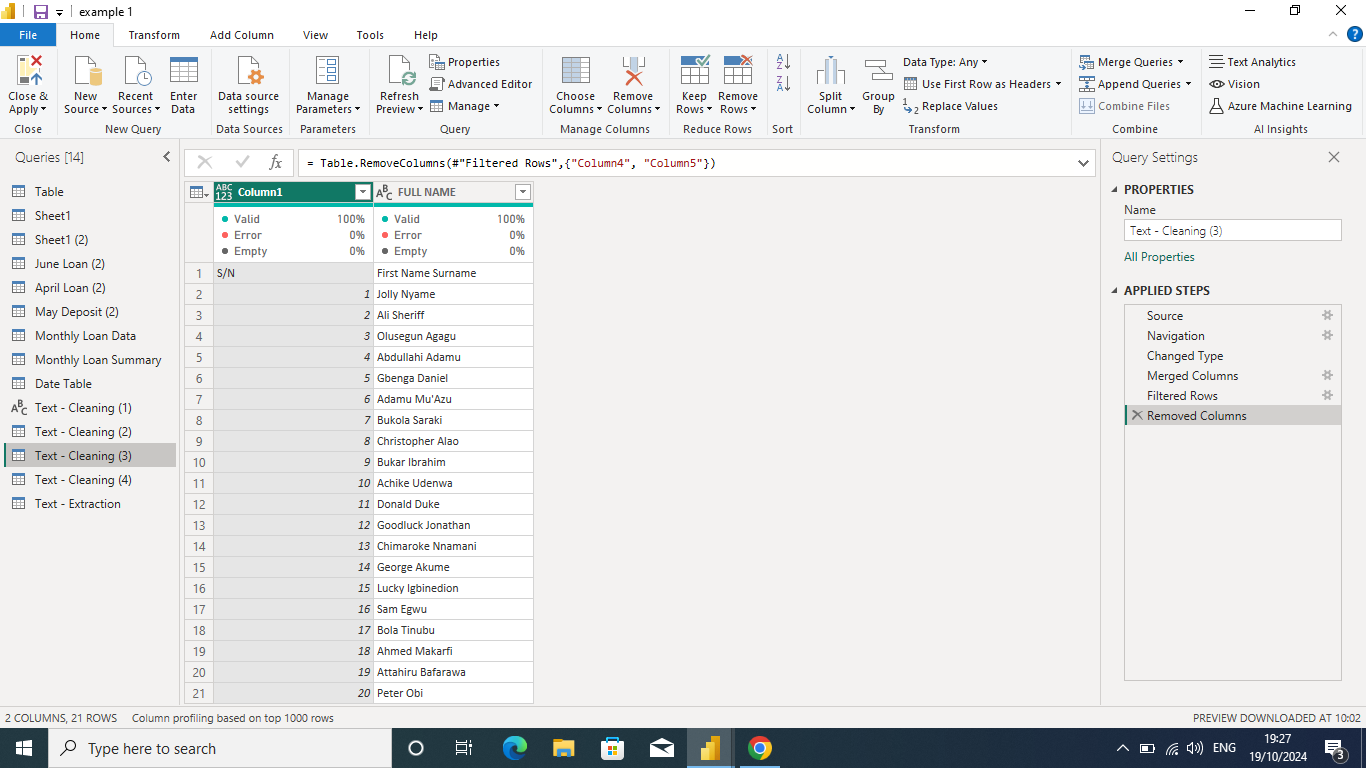 example 1
File Home Transform Add Column View Tools Help
Close & Apply
Close
New Source
Recent Sources
Enter Data
New Query
Data source settings
Data Sources
Manage Parameters
Parameters
Refresh Preview
Properties
Advanced Editor
Manage
Query
Choose Columns
Remove Columns
Manage Columns
Keep Rows
Remove Rows
Reduce Rows
Sort
Split Column
Group By
Data Type: Any
Use First Row as Headers
Replace Values
Transform
Merge Queries
Append Queries
Combine Files
Combine
Text Analytics
Vision
Azure Machine Learning
AI Insights
Queries [14]
Table
Sheet1
Sheet1 (2)
June Loan (2)
April Loan (2)
May Deposit (2)
Monthly Loan Data
Monthly Loan Summary
Date Table
Text - Cleaning (1)
Text - Cleaning (2)
Text - Cleaning (3)
Text - Cleaning (4)
Text - Extraction
fx = Table.RemoveColumns(#"Filtered Rows",{"Column4", "Column5"})
ABC 123 Column1 ABC FULL NAME
Valid 100% Valid 100%
Error 0% Error 0%
Empty 0% Empty 0%
1 S/N First Name Surname
2 1 Jolly Nyame
3 2 Ali Sheriff
4 3 Olusegun Agagu
5 4 Abdullahi Adamu
6 5 Gbenga Daniel
7 6 Adamu Mu'Azu
8 7 Bukola Saraki
9 8 Christopher Alao
10 9 Bukar Ibrahim
11 10 Achike Udenwa
12 11 Donald Duke
13 12 Goodluck Jonathan
14 13 Chimaroke Nnamani
15 14 George Akume
16 15 Lucky Igbinedion
17 16 Sam Egwu
18 17 Bola Tinubu
19 18 Ahmed Makarfi
20 19 Attahiru Bafarawa
21 20 Peter Obi
Query Settings
PROPERTIES
Name
Text - Cleaning (3)
All Properties
APPLIED STEPS
Source
Navigation
Changed Type
Merged Columns
Filtered Rows
Removed Columns
2 COLUMNS, 21 ROWS Column profiling based on top 1000 rows PREVIEW DOWNLOADED AT 10:02
Type here to search
ENG
19:27
19/10/2024
3